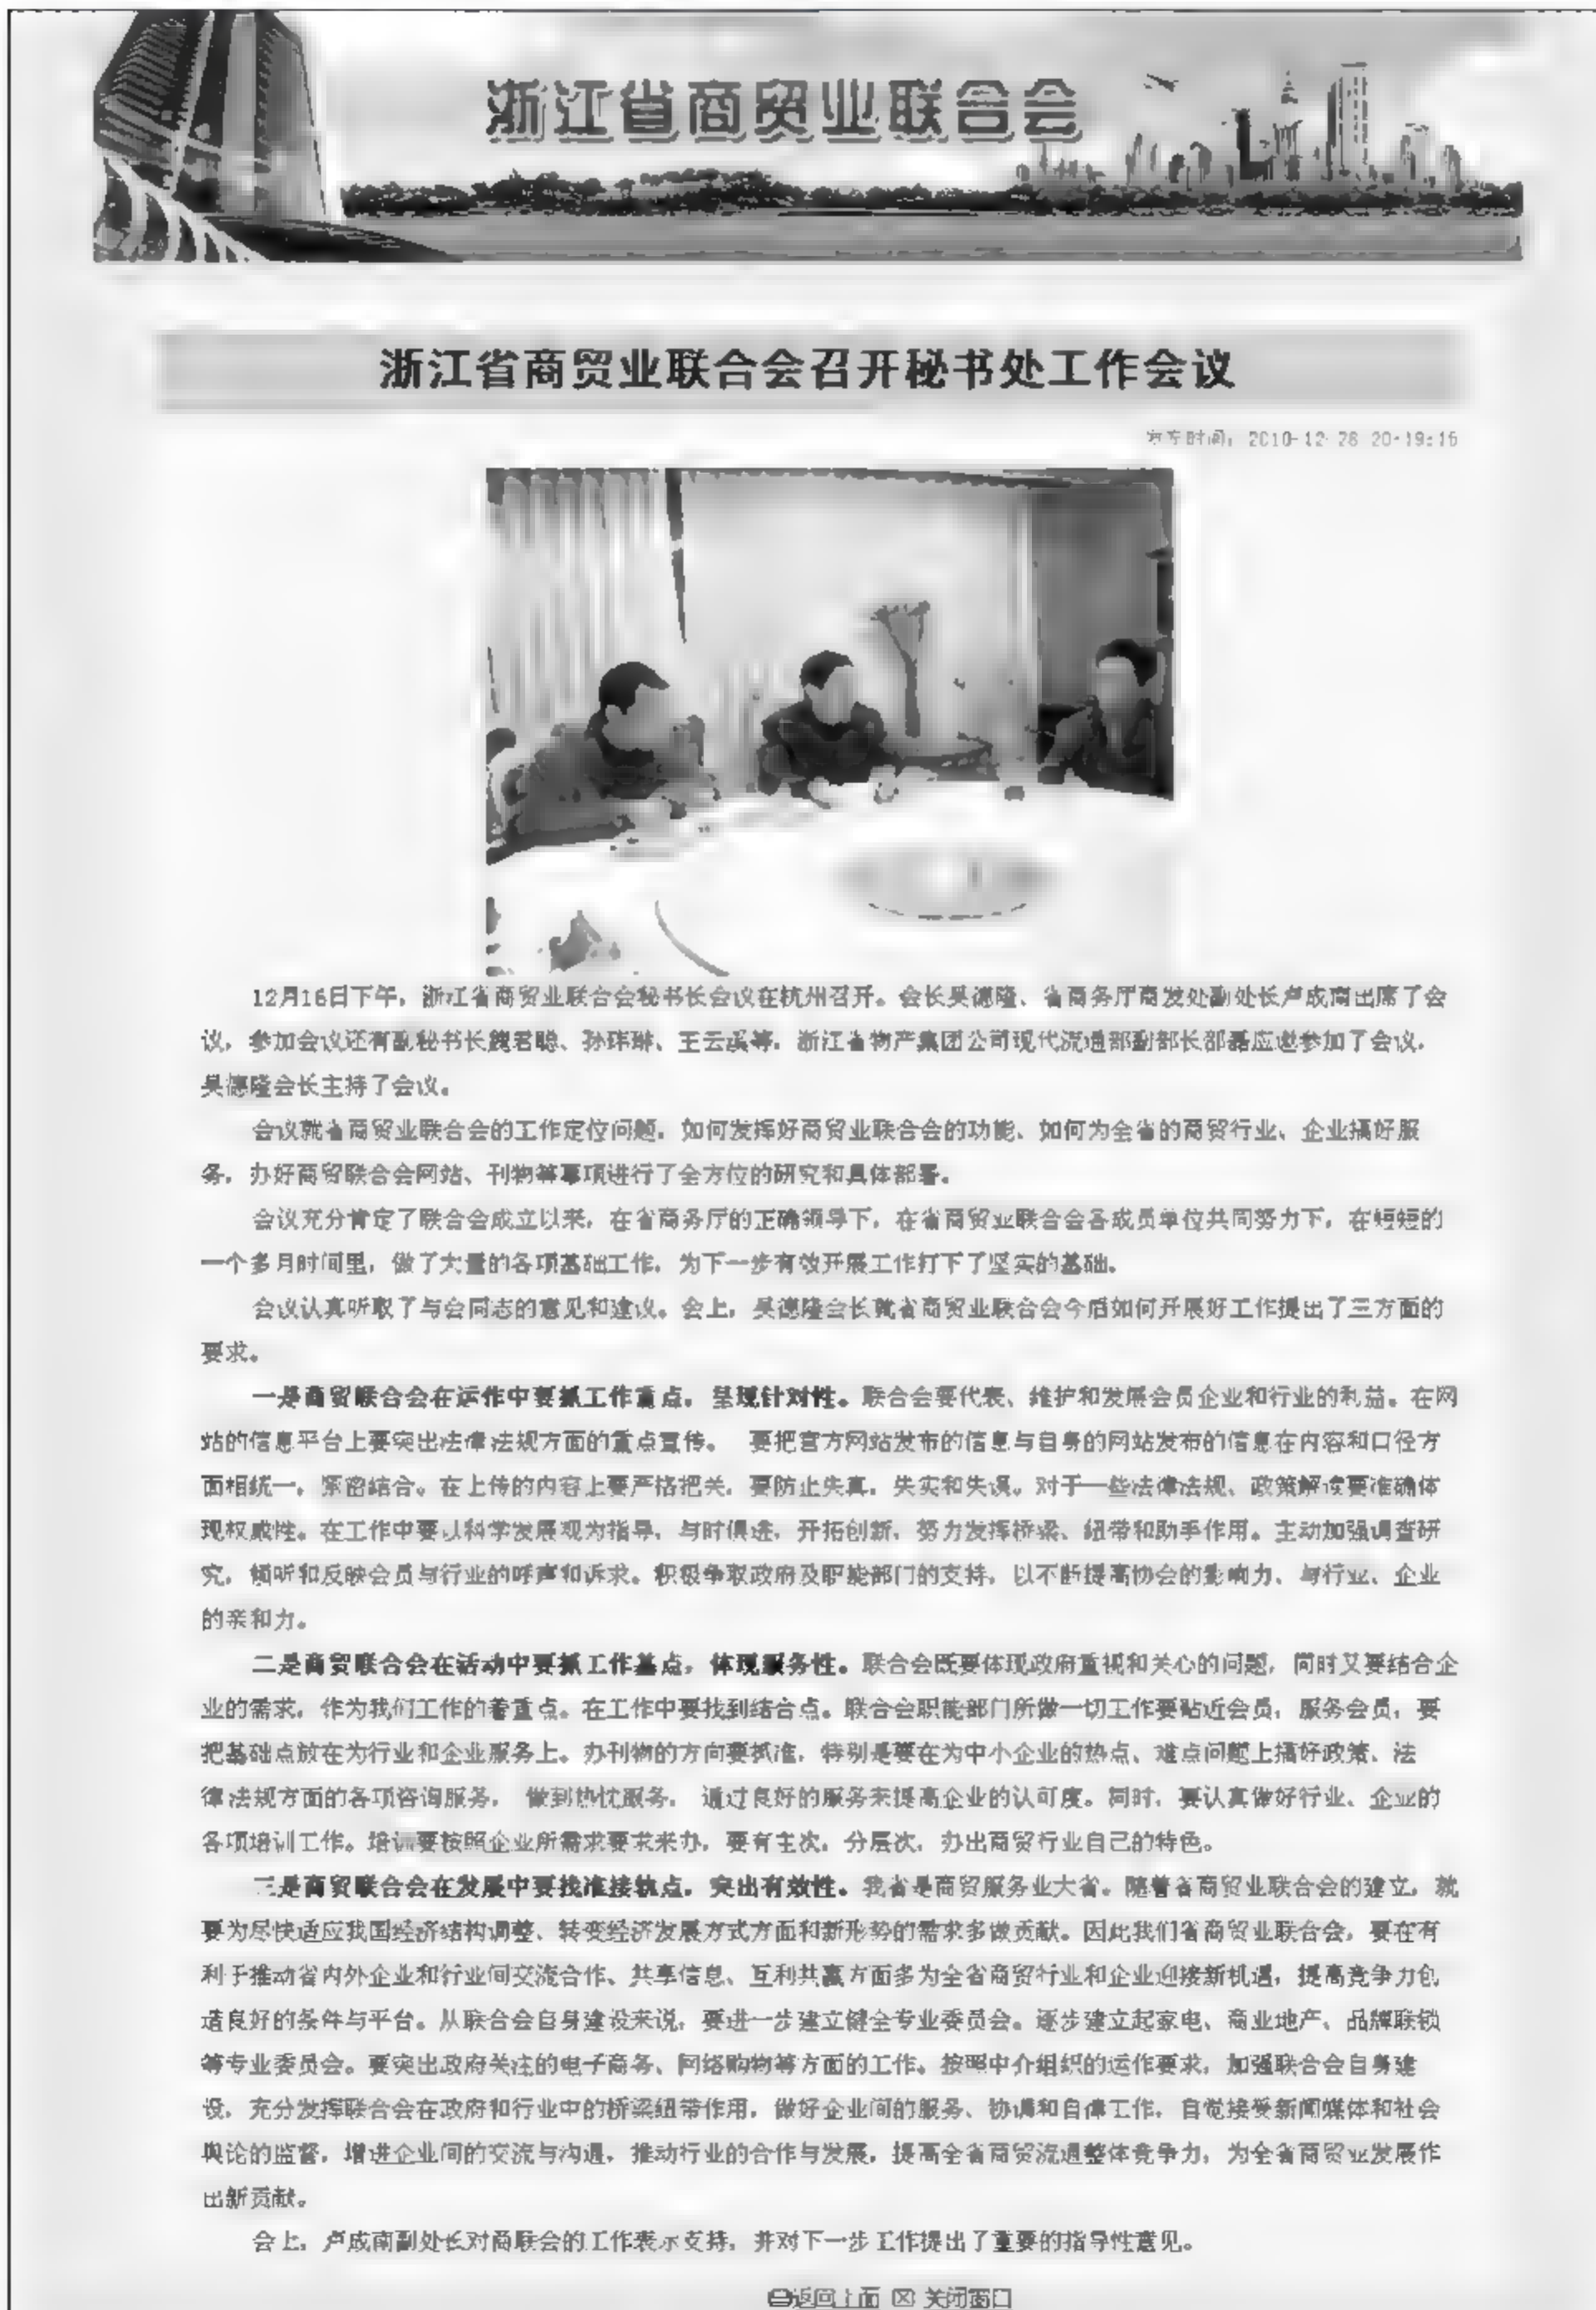 浙江省商贸业联合会
浙江省商贸业联合会召开秘书处工作会议
发布时间：2010-12-28 20:19:16
12月16日下午，浙江省商贸业联合会秘书长会议在杭州召开。会长吴德隆、省商务厅商发处副处长卢成南出席了会
议，参加会议还有副秘书长魏君聪、孙玮琳、王云溪等，浙江省物产集团公司现代流通部副部长部磊应邀参加了会议，
吴德隆会长主持了会议。
会议就省商贸业联合会的工作定位问题，如何发挥好商贸业联合会的功能、如何为全省的商贸行业、企业搞好服
务，办好商贸联合会网站、刊物等事项进行了全方位的研究和具体部署。
会议充分肯定了联合会成立以来，在省商务厅的正确领导下，在省商贸业联合会各成员单位共同努力下，在短短的
一个多月时间里，做了大量的各项基础工作，为下一步有效开展工作打下了坚实的基础。
会议认真听取了与会同志的意见和建议。会上，吴德隆会长就省商贸业联合会今后如何开展好工作提出了三方面的
要求。
一是商贸联合会在运作中要抓工作重点，呈现针对性。联合会要代表、维护和发展会员企业和行业的利益。在网
站的信息平台上要突出法律法规方面的重点宣传。 要把官方网站发布的信息与自身的网站发布的信息在内容和口径方
面相统一，紧密结合。在上传的内容上要严格把关，要防止失真，失实和失误。对于一些法律法规、政策解读要准确体
现权威性。在工作中要以科学发展观为指导，与时俱进，开拓创新，努力发挥桥梁、纽带和助手作用。主动加强调查研
究，倾听和反映会员与行业的呼声和诉求。积极争取政府及职能部门的支持，以不断提高协会的影响力、与行业、企业
的亲和力。
二是商贸联合会在活动中要抓工作基点，体现服务性。联合会既要体现政府重视和关心的问题，同时又要结合企
业的需求，作为我们工作的着重点。在工作中要找到结合点。联合会职能部门所做一切工作要贴近会员，服务会员，要
把基础点放在为行业和企业服务上。办刊物的方向要抓准，特别是要在为中小企业的热点、难点问题上搞好政策、法
律法规方面的各项咨询服务， 做到热忱服务， 通过良好的服务来提高企业的认可度。同时，要认真做好行业、企业的
各项培训工作。培训要按照企业所需求要求来办，要有主次，分层次，办出商贸行业自己的特色。
三是商贸联合会在发展中要找准接轨点，突出有效性。我省是商贸服务业大省。随着省商贸业联合会的建立，就
要为尽快适应我国经济结构调整、转变经济发展方式方面和新形势的需求多做贡献。因此我们省商贸业联合会，要在有
利于推动省内外企业和行业间交流合作、共享信息、互利共赢方面多为全省商贸行业和企业迎接新机遇，提高竞争力创
造良好的条件与平台。从联合会自身建设来说，要进一步建立健全专业委员会。逐步建立起家电、商业地产、品牌联锁
等专业委员会。要突出政府关注的电子商务、网络购物等方面的工作。按照中介组织的运作要求，加强联合会自身建
设，充分发挥联合会在政府和行业中的桥梁纽带作用，做好企业间的服务、协调和自律工作，自觉接受新闻媒体和社会
舆论的监督，增进企业间的交流与沟通，推动行业的合作与发展，提高全省商贸流通整体竞争力，为全省商贸业发展作
出新贡献。
会上，卢成南副处长对商联会的工作表示支持，并对下一步工作提出了重要的指导性意见。
返回上面 关闭窗口